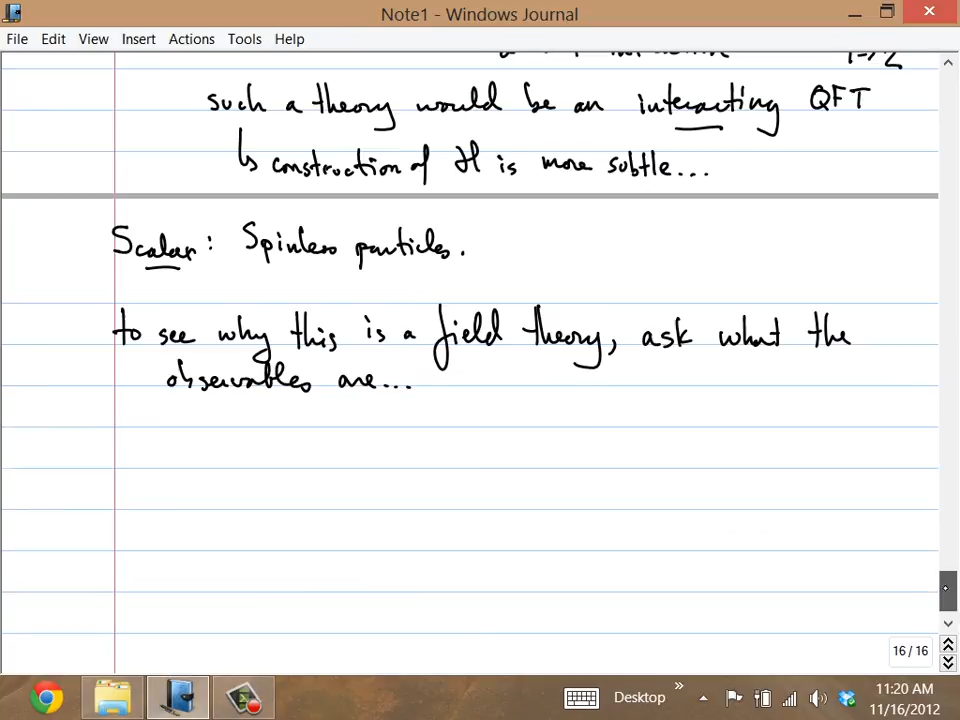 Note1 - Windows Journal
File Edit View Insert Actions Tools Help
such a theory would be an interacting QFT
↳ construction of H is more subtle...
Scalar: Spinless particles.
to see why this is a field theory, ask what the
observables are...
16 / 16
Desktop
11:20 AM
11/16/2012